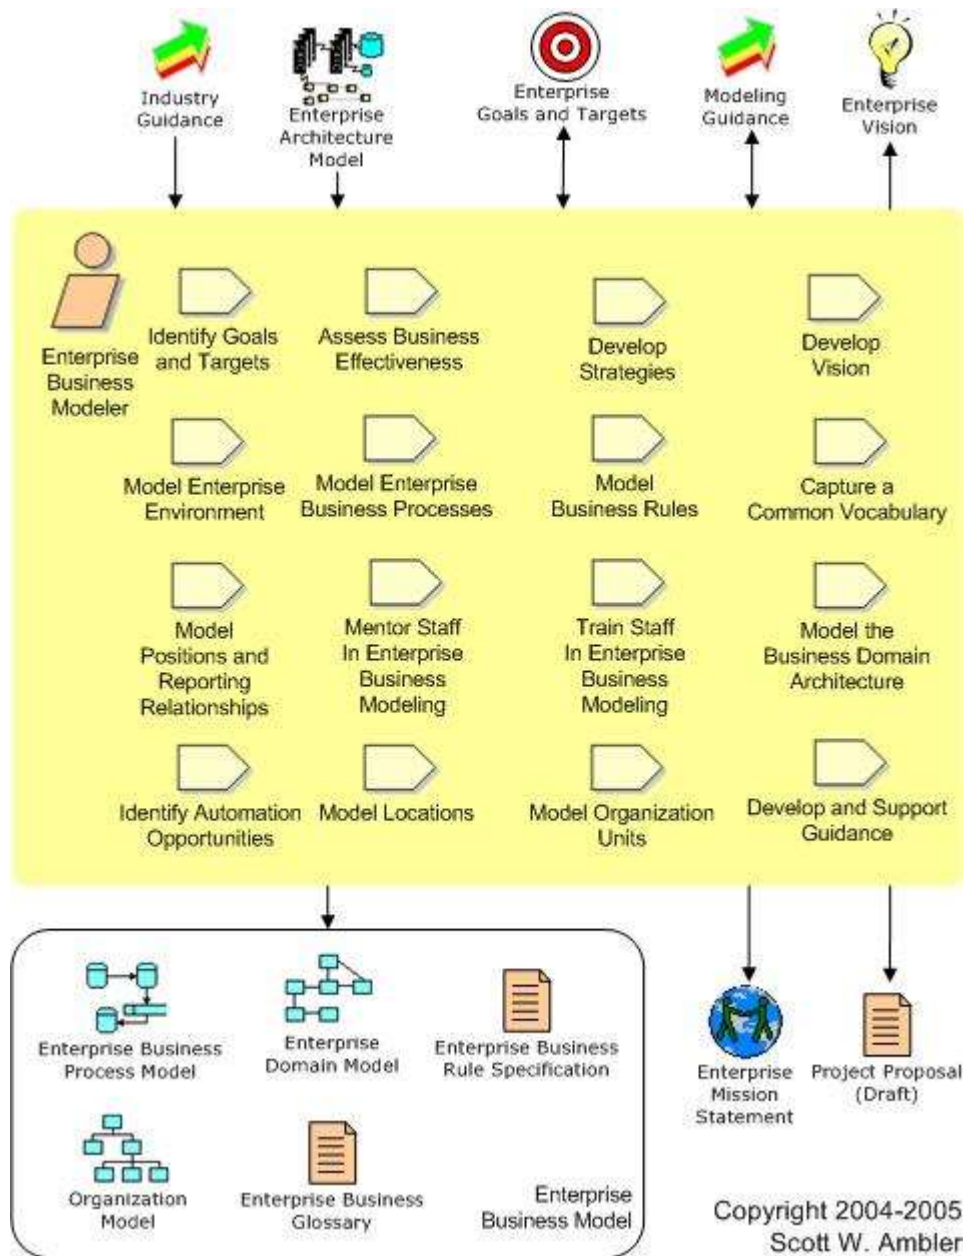 Industry
Guidance
Enterprise
Architecture
Model
Enterprise
Goals and Targets
Modeling
Guidance
Enterprise
Vision
Enterprise
Business
Modeler
Identify Goals
and Targets
Assess Business
Effectiveness
Develop
Strategies
Develop
Vision
Model Enterprise
Environment
Model Enterprise
Business Processes
Model
Business Rules
Capture a
Common Vocabulary
Model
Positions and
Reporting
Relationships
Mentor Staff
In Enterprise
Business
Modeling
Train Staff
In Enterprise
Business
Modeling
Model the
Business Domain
Architecture
Identify Automation
Opportunities
Model Locations
Model Organization
Units
Develop and Support
Guidance
Enterprise Business
Process Model
Enterprise
Domain Model
Enterprise Business
Rule Specification
Enterprise
Mission
Statement
Project Proposal
(Draft)
Organization
Model
Enterprise Business
Glossary
Enterprise
Business Model
Copyright 2004-2005
Scott W. Ambler